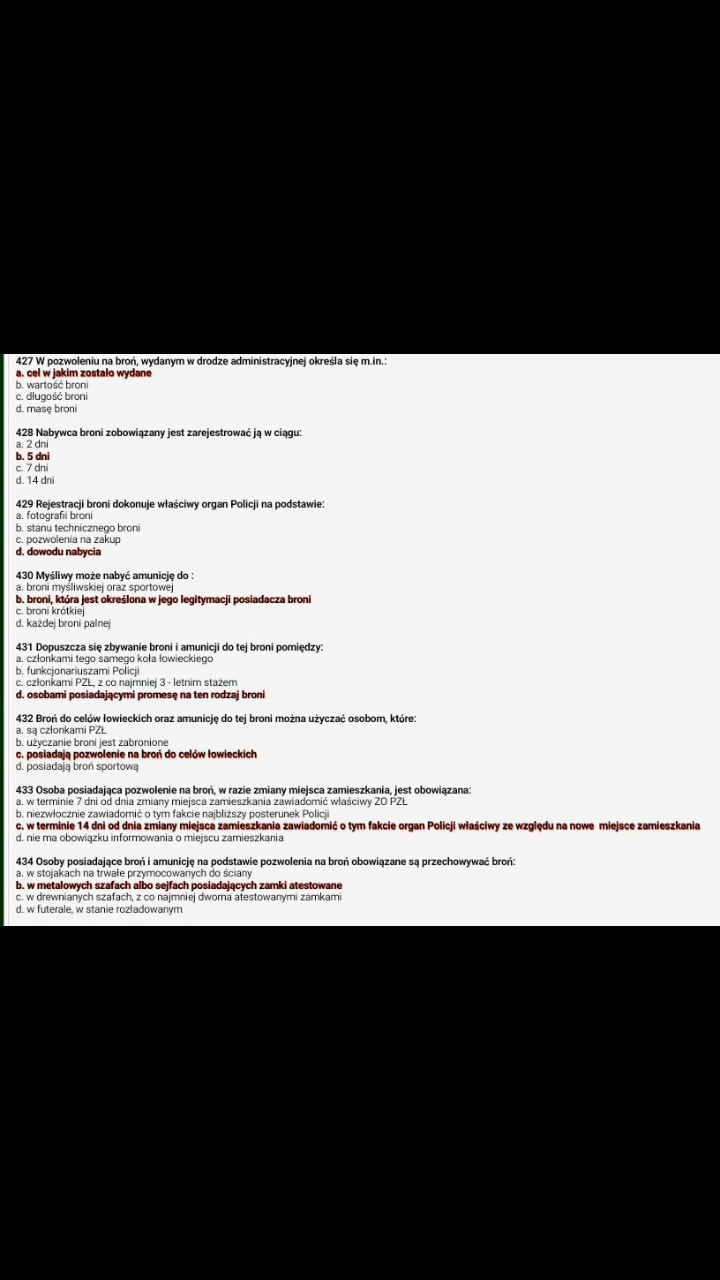 427 W pozwoleniu na broń, wydanym w drodze administracyjnej określa się m.in.:
a. cel w jakim zostało wydane
b. wartość broni
c. długość broni
d. masę broni
428 Nabywca broni zobowiązany jest zarejestrować ją w ciągu:
a. 2 dni
b. 5 dni
c. 7 dni
d. 14 dni
429 Rejestracji broni dokonuje właściwy organ Policji na podstawie:
a. fotografii broni
b. stanu technicznego broni
c. pozwolenia na zakup
d. dowodu nabycia
430 Myśliwy może nabyć amunicję do :
a. broni myśliwskiej oraz sportowej
b. broni, która jest określona w jego legitymacji posiadacza broni
c. broni krótkiej
d. każdej broni palnej
431 Dopuszcza się zbywanie broni i amunicji do tej broni pomiędzy:
a. członkami tego samego koła łowieckiego
b. funkcjonariuszami Policji
c. członkami PZŁ, z co najmniej 3 - letnim stażem
d. osobami posiadającymi promesę na ten rodzaj broni
432 Broń do celów łowieckich oraz amunicję do tej broni można użyczać osobom, które:
a. są członkami PZŁ
b. użyczanie broni jest zabronione
c. posiadają pozwolenie na broń do celów łowieckich
d. posiadają broń sportową
433 Osoba posiadająca pozwolenie na broń, w razie zmiany miejsca zamieszkania, jest obowiązana:
a. w terminie 7 dni od dnia zmiany miejsca zamieszkania zawiadomić właściwy ZO PZŁ
b. niezwłocznie zawiadomić o tym fakcie najbliższy posterunek Policji
c. w terminie 14 dni od dnia zmiany miejsca zamieszkania zawiadomić o tym fakcie organ Policji właściwy ze względu na nowe miejsce zamieszkania
d. nie ma obowiązku informowania o miejscu zamieszkania
434 Osoby posiadające broń i amunicję na podstawie pozwolenia na broń obowiązane są przechowywać broń:
a. w stojakach na trwałe przymocowanych do ściany
b. w metalowych szafach albo sejfach posiadających zamki atestowane
c. w drewnianych szafach, z co najmniej dwoma atestowanymi zamkami
d. w futerale, w stanie rozładowanym